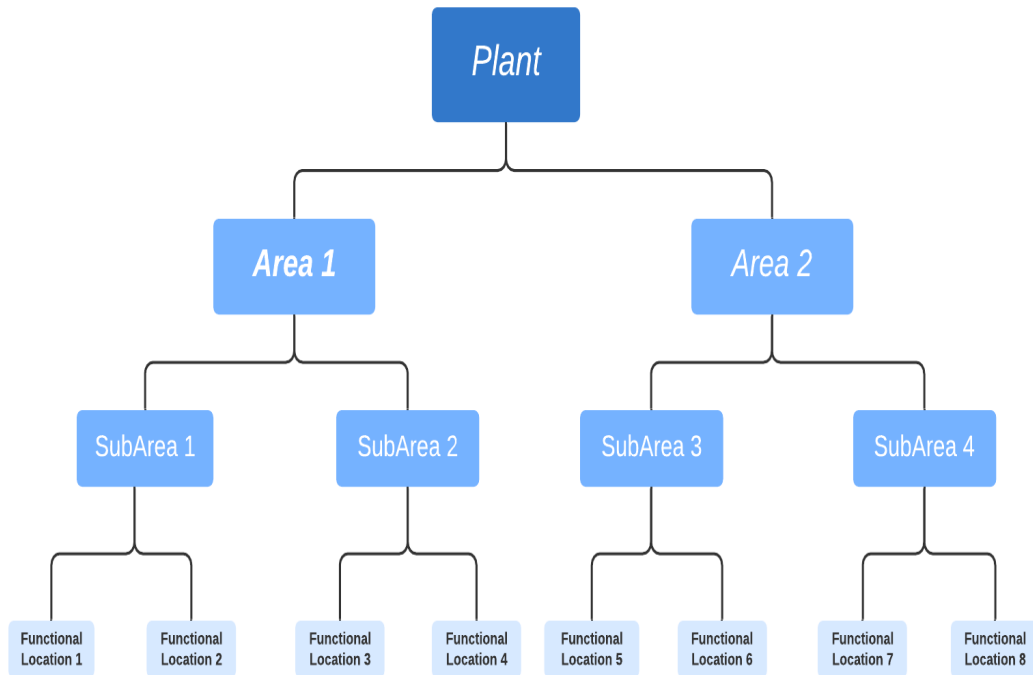 Plant
Area 1
Area 2
SubArea 1
SubArea 2
SubArea 3
SubArea 4
Functional
Location 1
Functional
Location 2
Functional
Location 3
Functional
Location 4
Functional
Location 5
Functional
Location 6
Functional
Location 7
Functional
Location 8